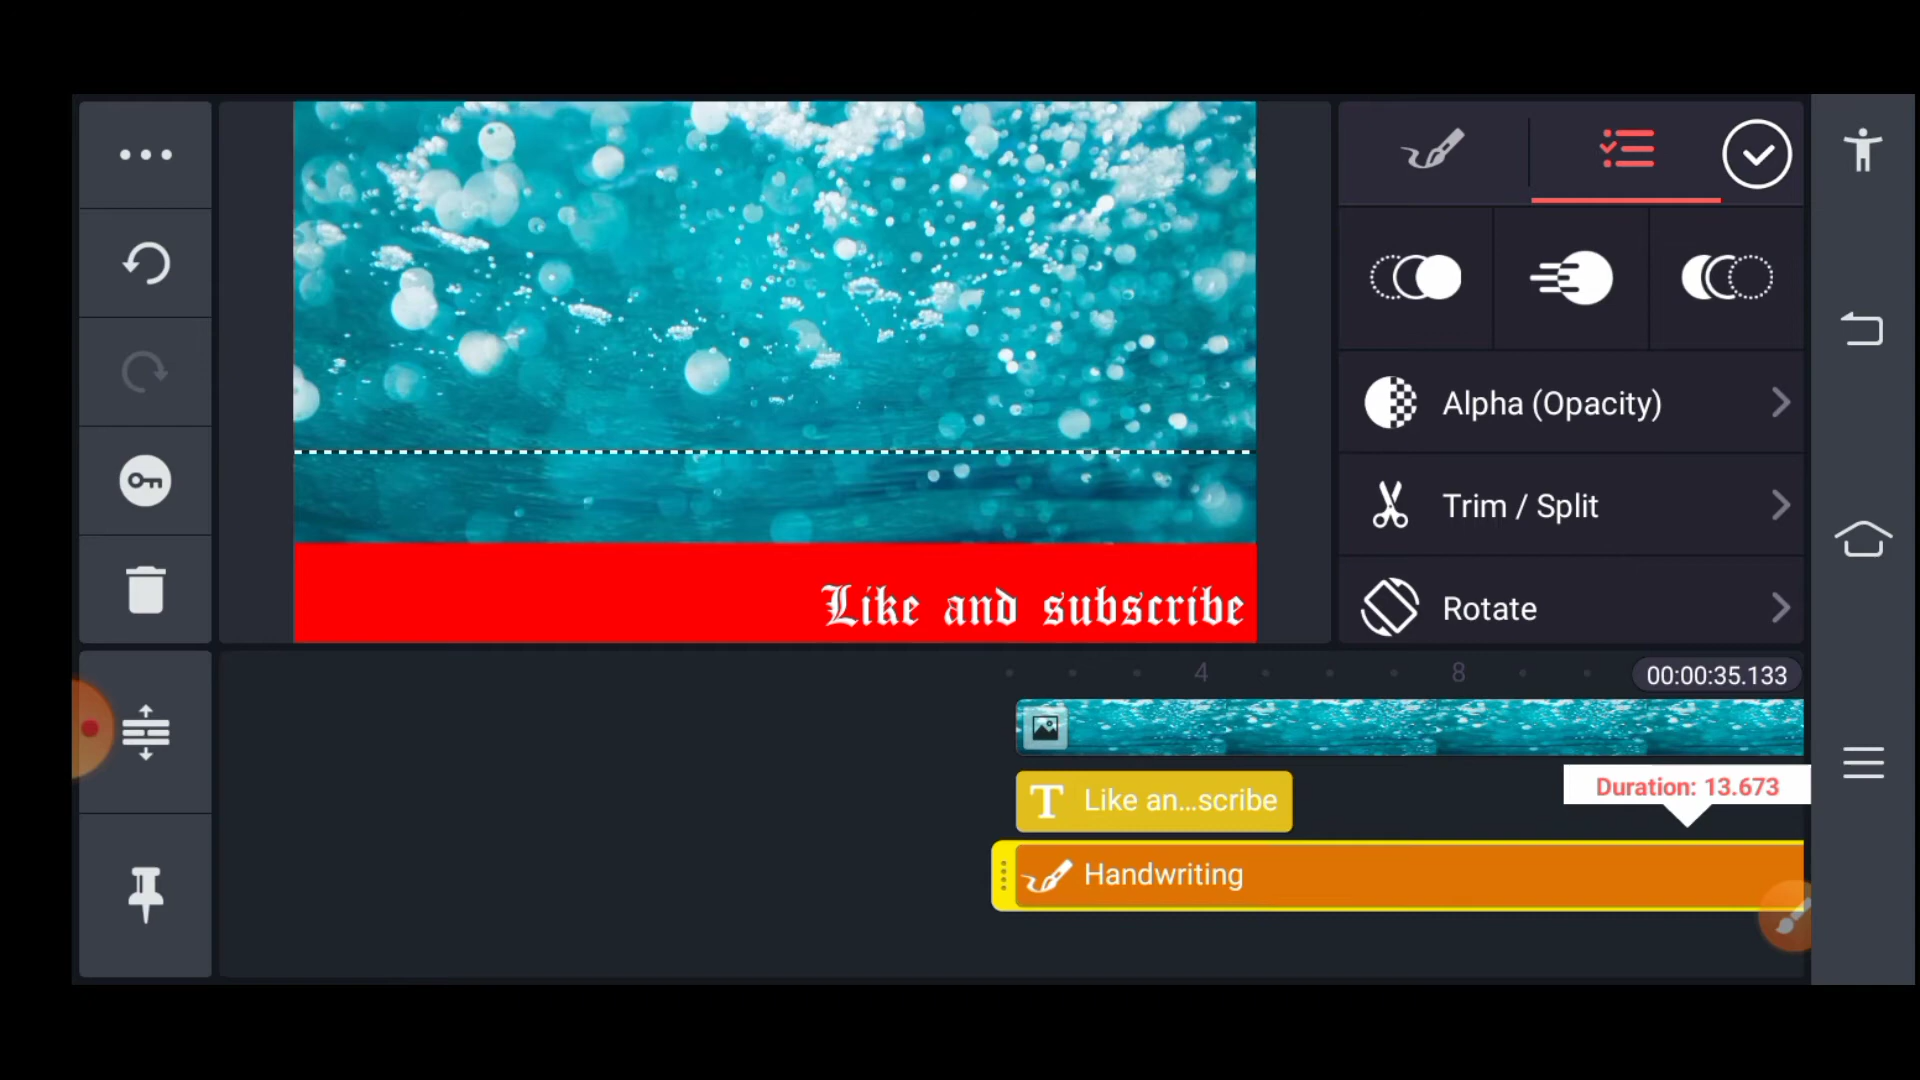 Alpha (Opacity)
Trim / Split
Rotate
Like and subscribe
4
8
00:00:35.133
T
Like an...scribe
Duration: 13.673
Handwriting